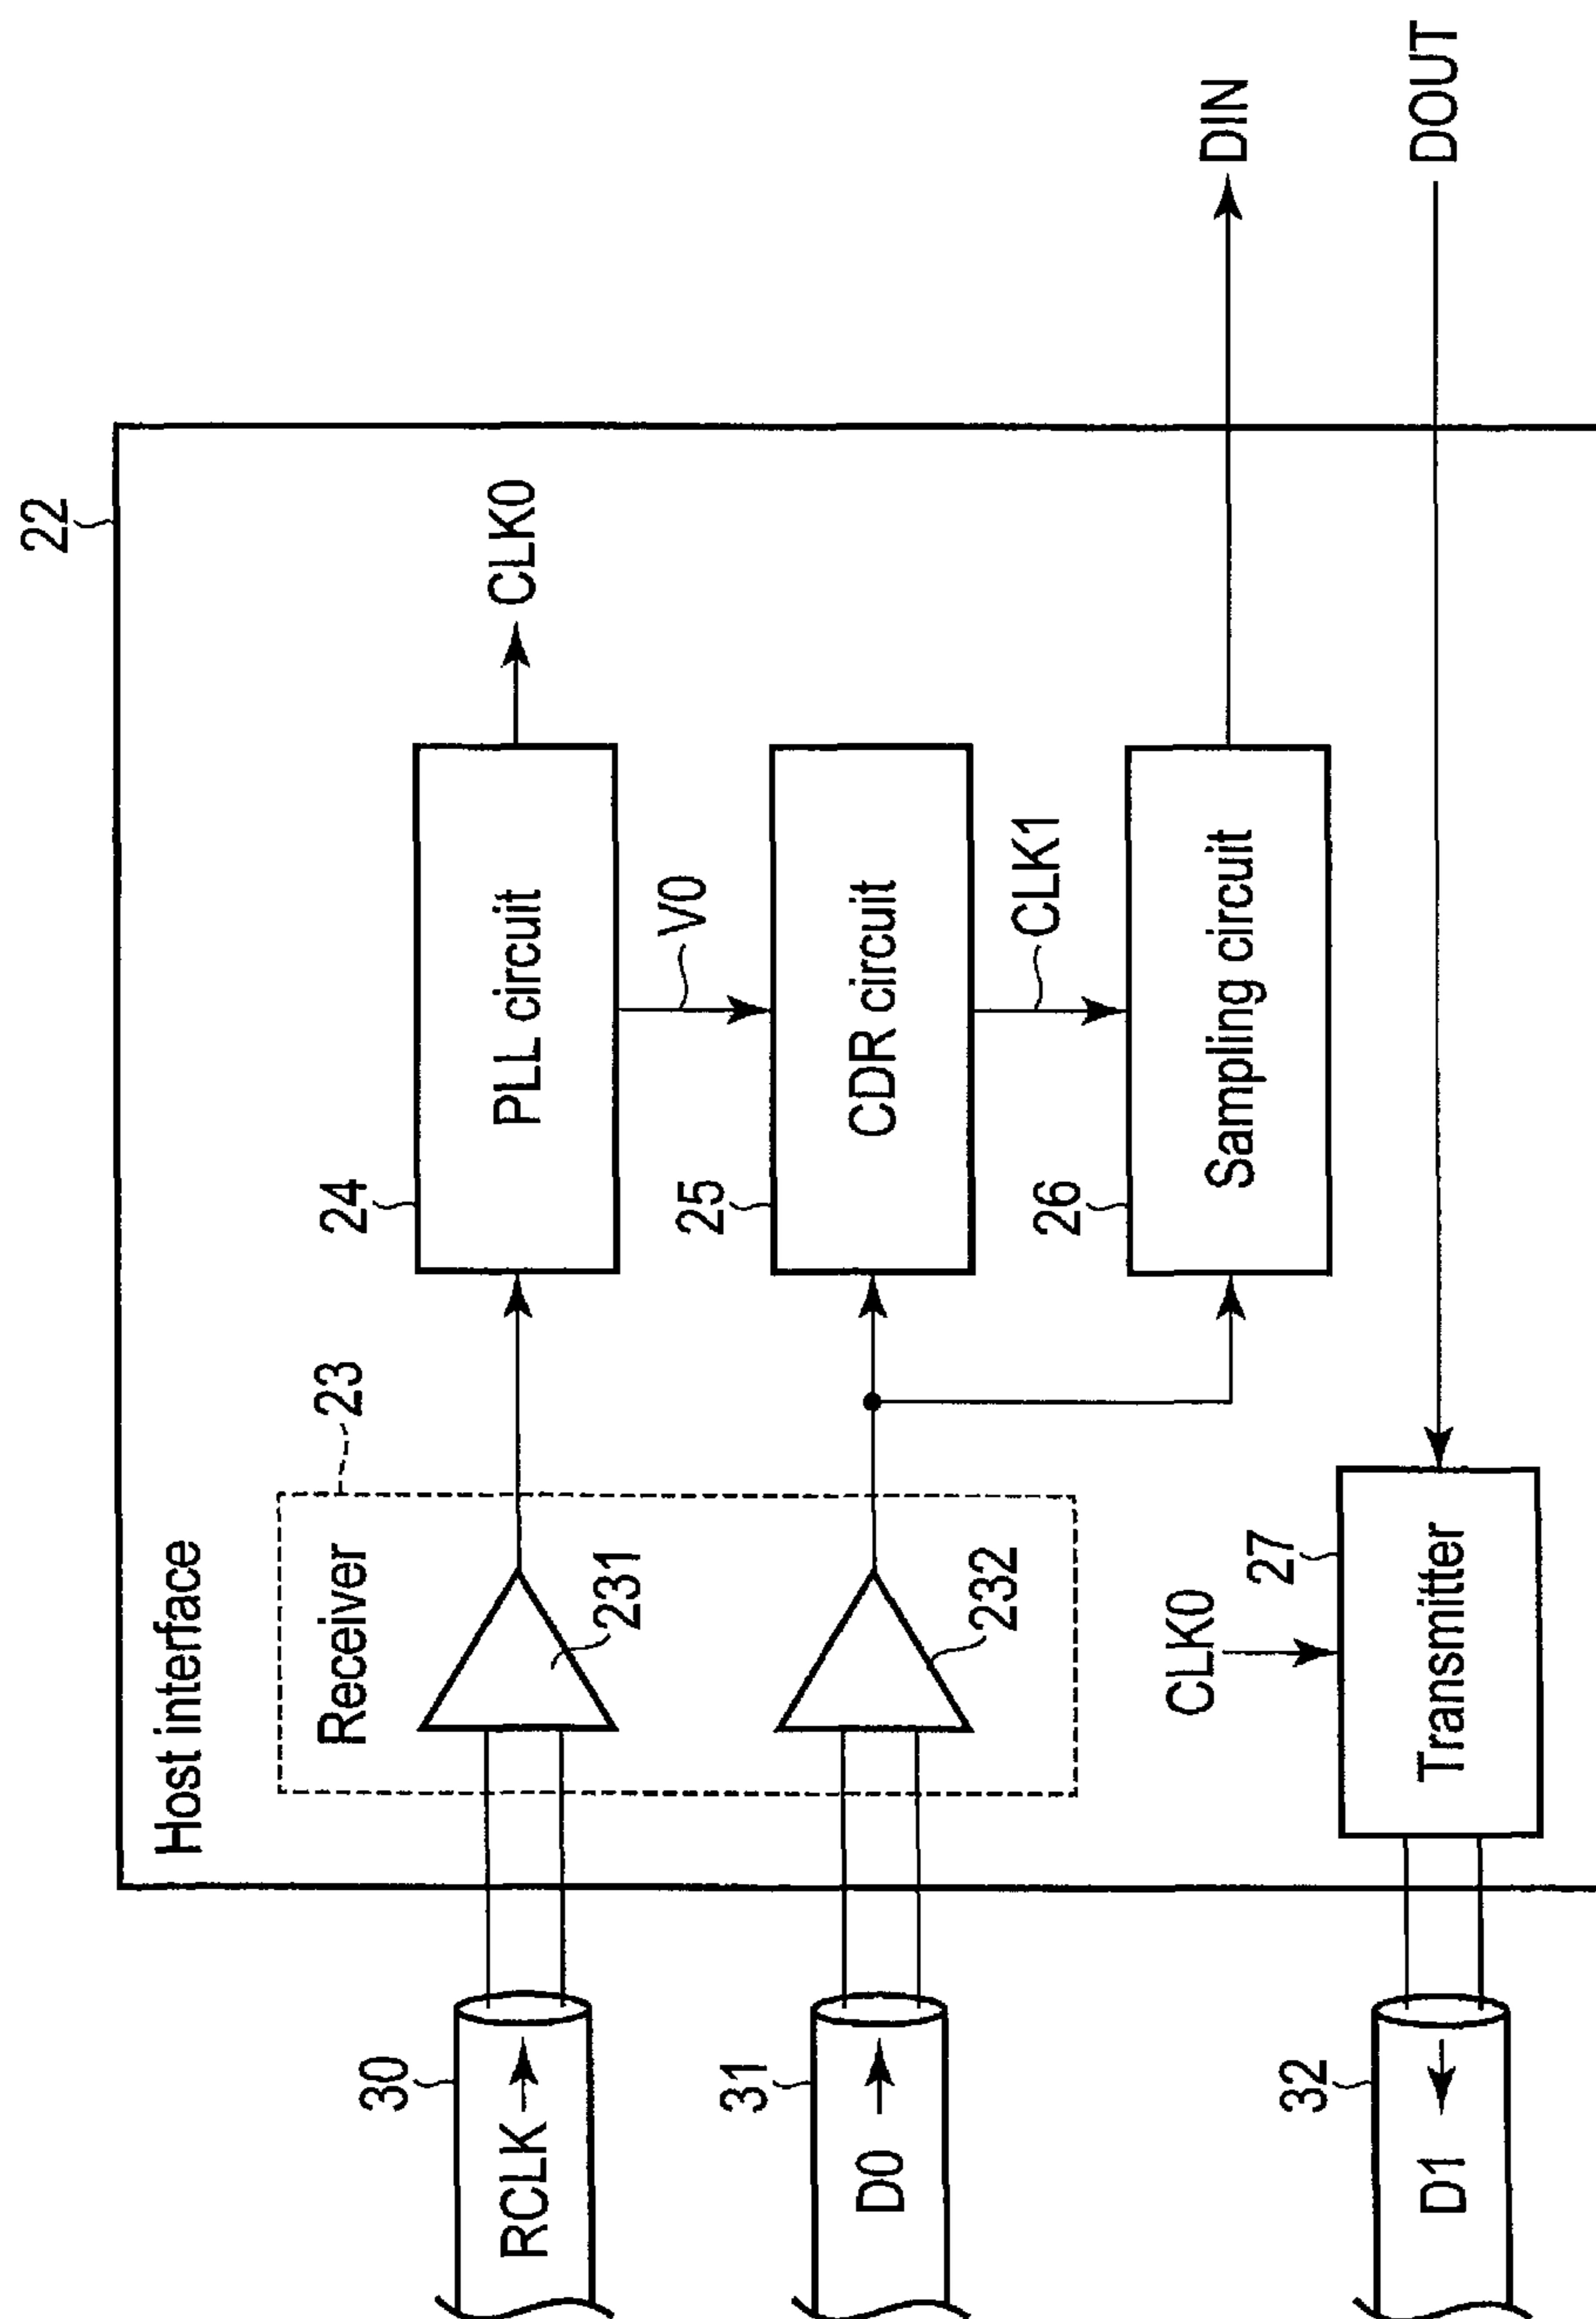 22
Host interface
Receiver
23
231
232
24
PLL circuit
CLK0
V0
25
CDR circuit
CLK1
26
Sampling circuit
DIN
DOUT
CLK0
27
Transmitter
30
RCLK
31
D0
32
D1